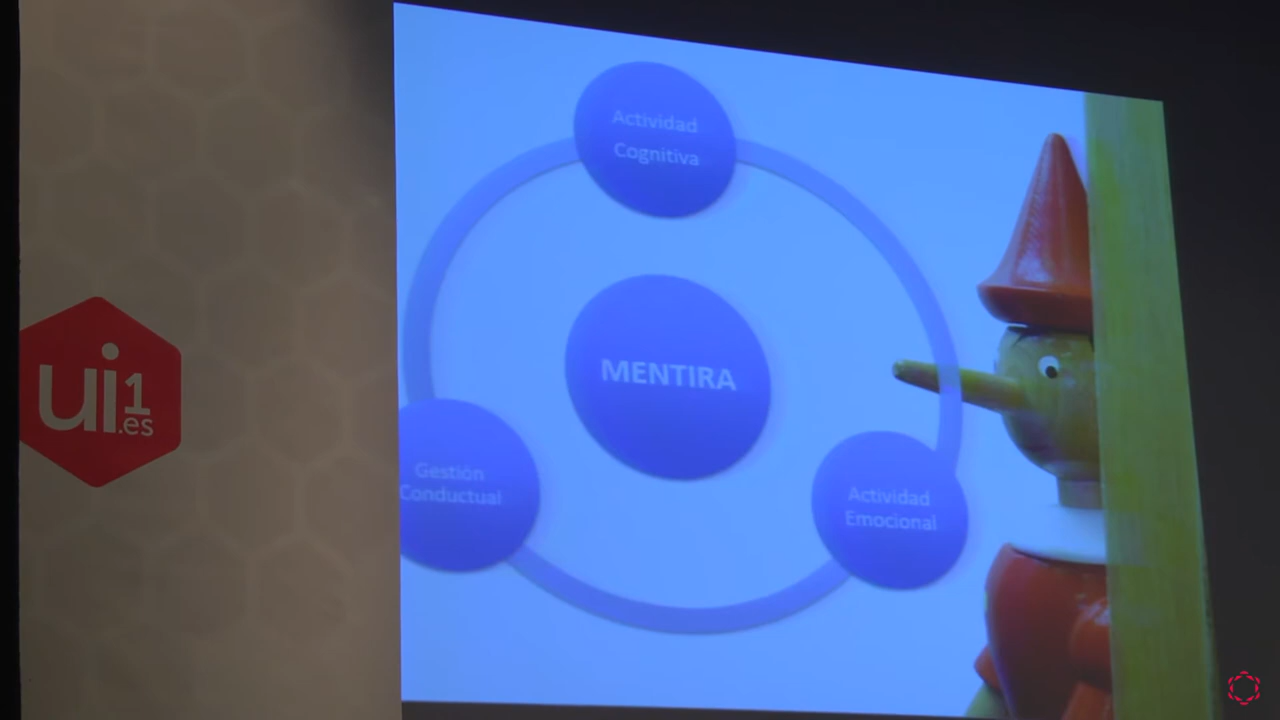 Actividad
Cognitiva
MENTIRA
Gestión
Conductual
Actividad
Emocional
ui1
.es